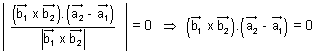 | ((b₁⃗ x b₂⃗).(a₂⃗ - a₁⃗)) / |b₁⃗ x b₂⃗| | = 0 ⇒ (b₁⃗ x b₂⃗).(a₂⃗ - a₁⃗) = 0